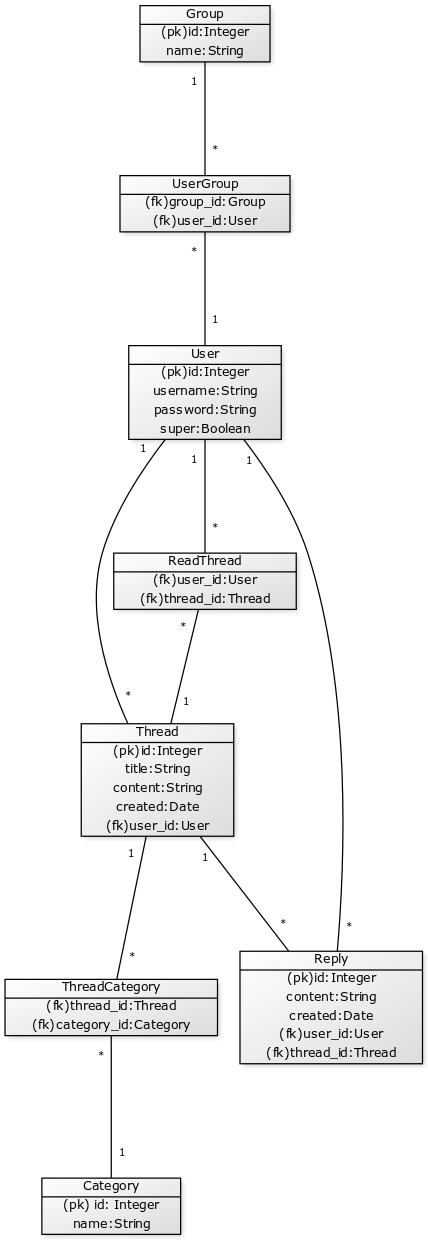 Group
(pk)id:Integer
name:String
1
*
UserGroup
(fk)group_id:Group
(fk)user_id:User
*
1
User
(pk)id:Integer
username:String
password:String
super:Boolean
1
1
1
*
ReadThread
(fk)user_id:User
(fk)thread_id:Thread
*
*
1
Thread
(pk)id:Integer
title:String
content:String
created:Date
(fk)user_id:User
1
1
*
*
*
Reply
(pk)id:Integer
content:String
created:Date
(fk)user_id:User
(fk)thread_id:Thread
ThreadCategory
(fk)thread_id:Thread
(fk)category_id:Category
*
1
Category
(pk) id: Integer
name:String